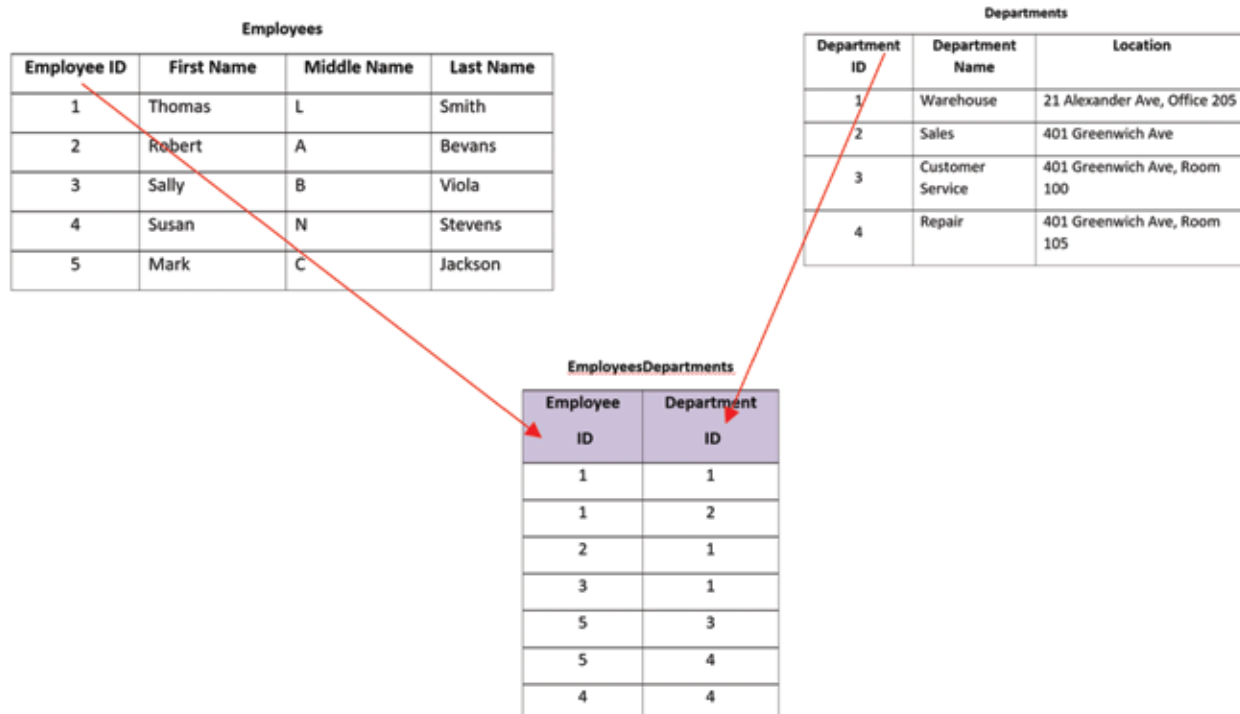 Employees
Employee ID First Name Middle Name Last Name
1 Thomas L Smith
2 Robert A Bevans
3 Sally B Viola
4 Susan N Stevens
5 Mark C Jackson
Departments
Department Department Location
ID Name
1 Warehouse 21 Alexander Ave, Office 205
2 Sales 401 Greenwich Ave
Customer 401 Greenwich Ave, Room
3
Service 100
Repair 401 Greenwich Ave, Room
4
105
EmployeesDepartments
Employee Department
ID ID
1 1
1 2
2 1
3 1
5 3
5 4
4 4